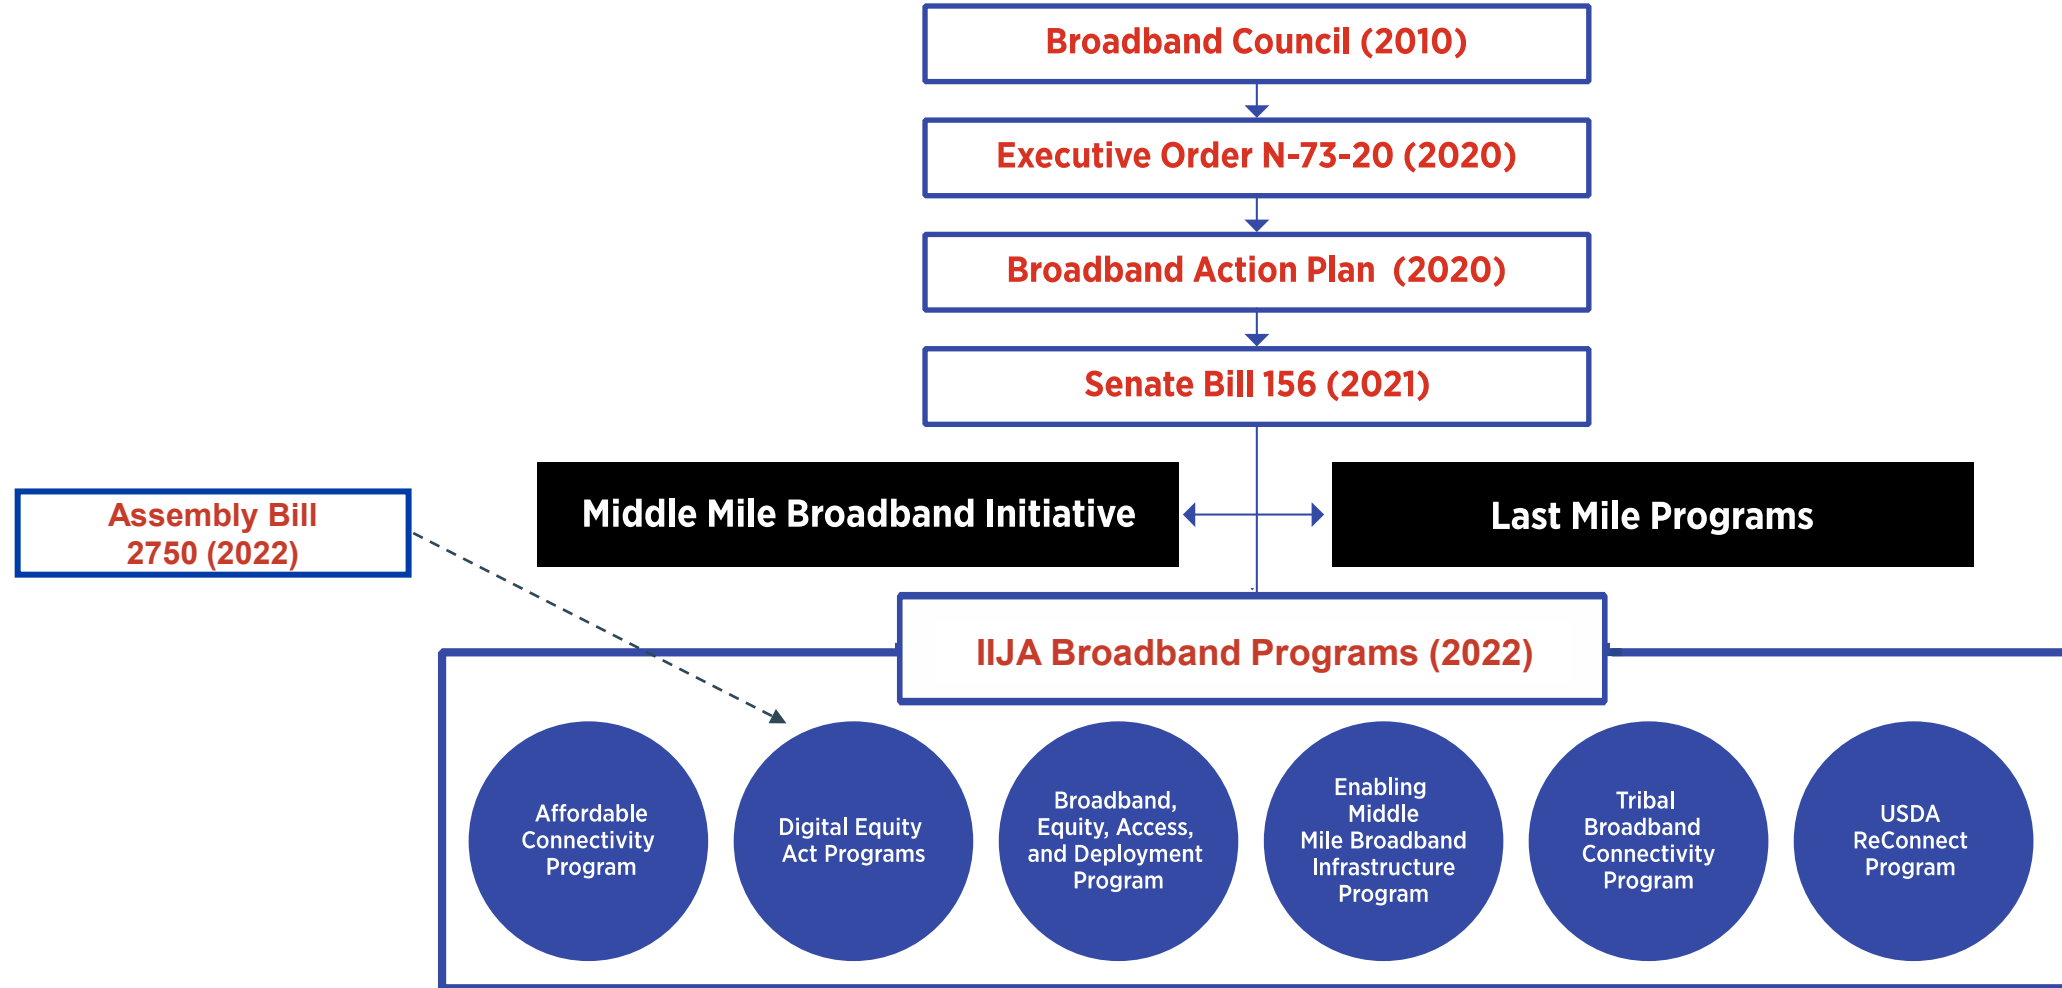 Broadband Council (2010)
Executive Order N-73-20 (2020)
Broadband Action Plan (2020)
Senate Bill 156 (2021)
Middle Mile Broadband Initiative
Last Mile Programs
Assembly Bill
2750 (2022)
IIJA Broadband Programs (2022)
Affordable
Connectivity
Program
Digital Equity
Act Programs
Broadband,
Equity, Access,
and Deployment
Program
Enabling
Middle
Mile Broadband
Infrastructure
Program
Tribal
Broadband
Connectivity
Program
USDA
ReConnect
Program